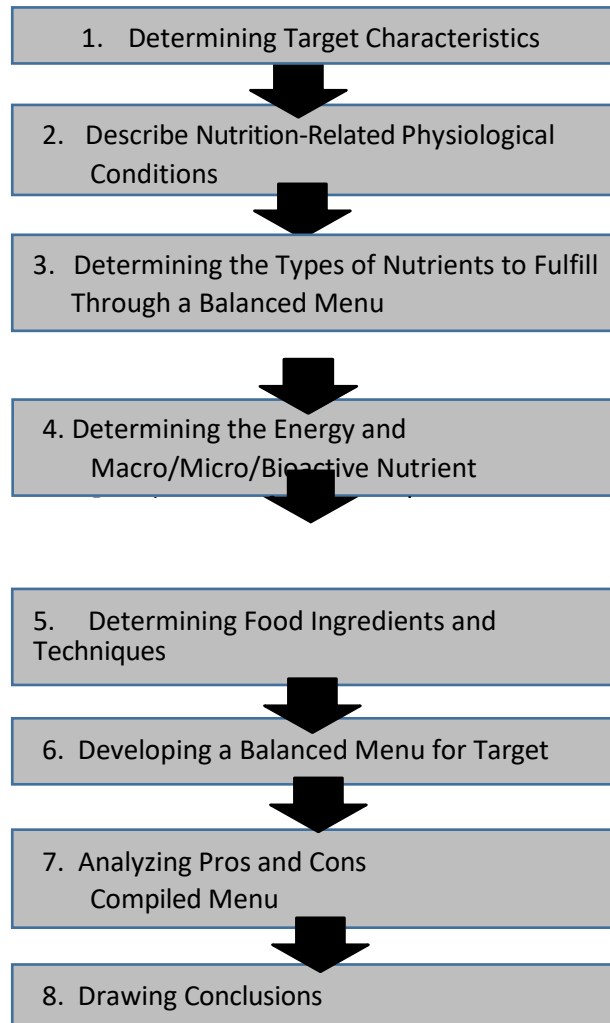 1. Determining Target Characteristics
2. Describe Nutrition-Related Physiological
Conditions
3. Determining the Types of Nutrients to Fulfill
Through a Balanced Menu
4. Determining the Energy and
Macro/Micro/Bioactive Nutrient
5. Determining Food Ingredients and
Techniques
6. Developing a Balanced Menu for Target
7. Analyzing Pros and Cons
Compiled Menu
8. Drawing Conclusions